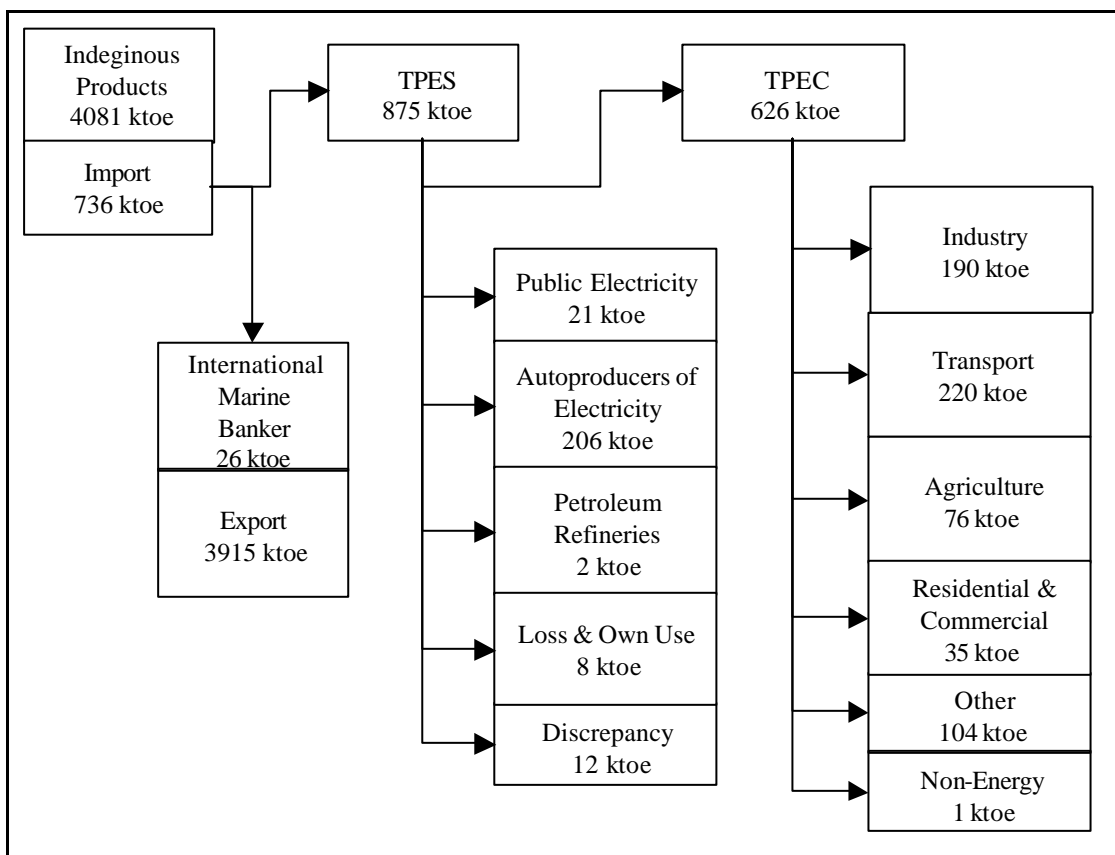 Indeginous
Products
4081 ktoe
Import
736 ktoe
International
Marine
Banker
26 ktoe
Export
3915 ktoe
TPES
875 ktoe
Public Electricity
21 ktoe
Autoproducers of
Electricity
206 ktoe
Petroleum
Refineries
2 ktoe
Loss & Own Use
8 ktoe
Discrepancy
12 ktoe
TPEC
626 ktoe
Industry
190 ktoe
Transport
220 ktoe
Agriculture
76 ktoe
Residential &
Commercial
35 ktoe
Other
104 ktoe
Non-Energy
1 ktoe